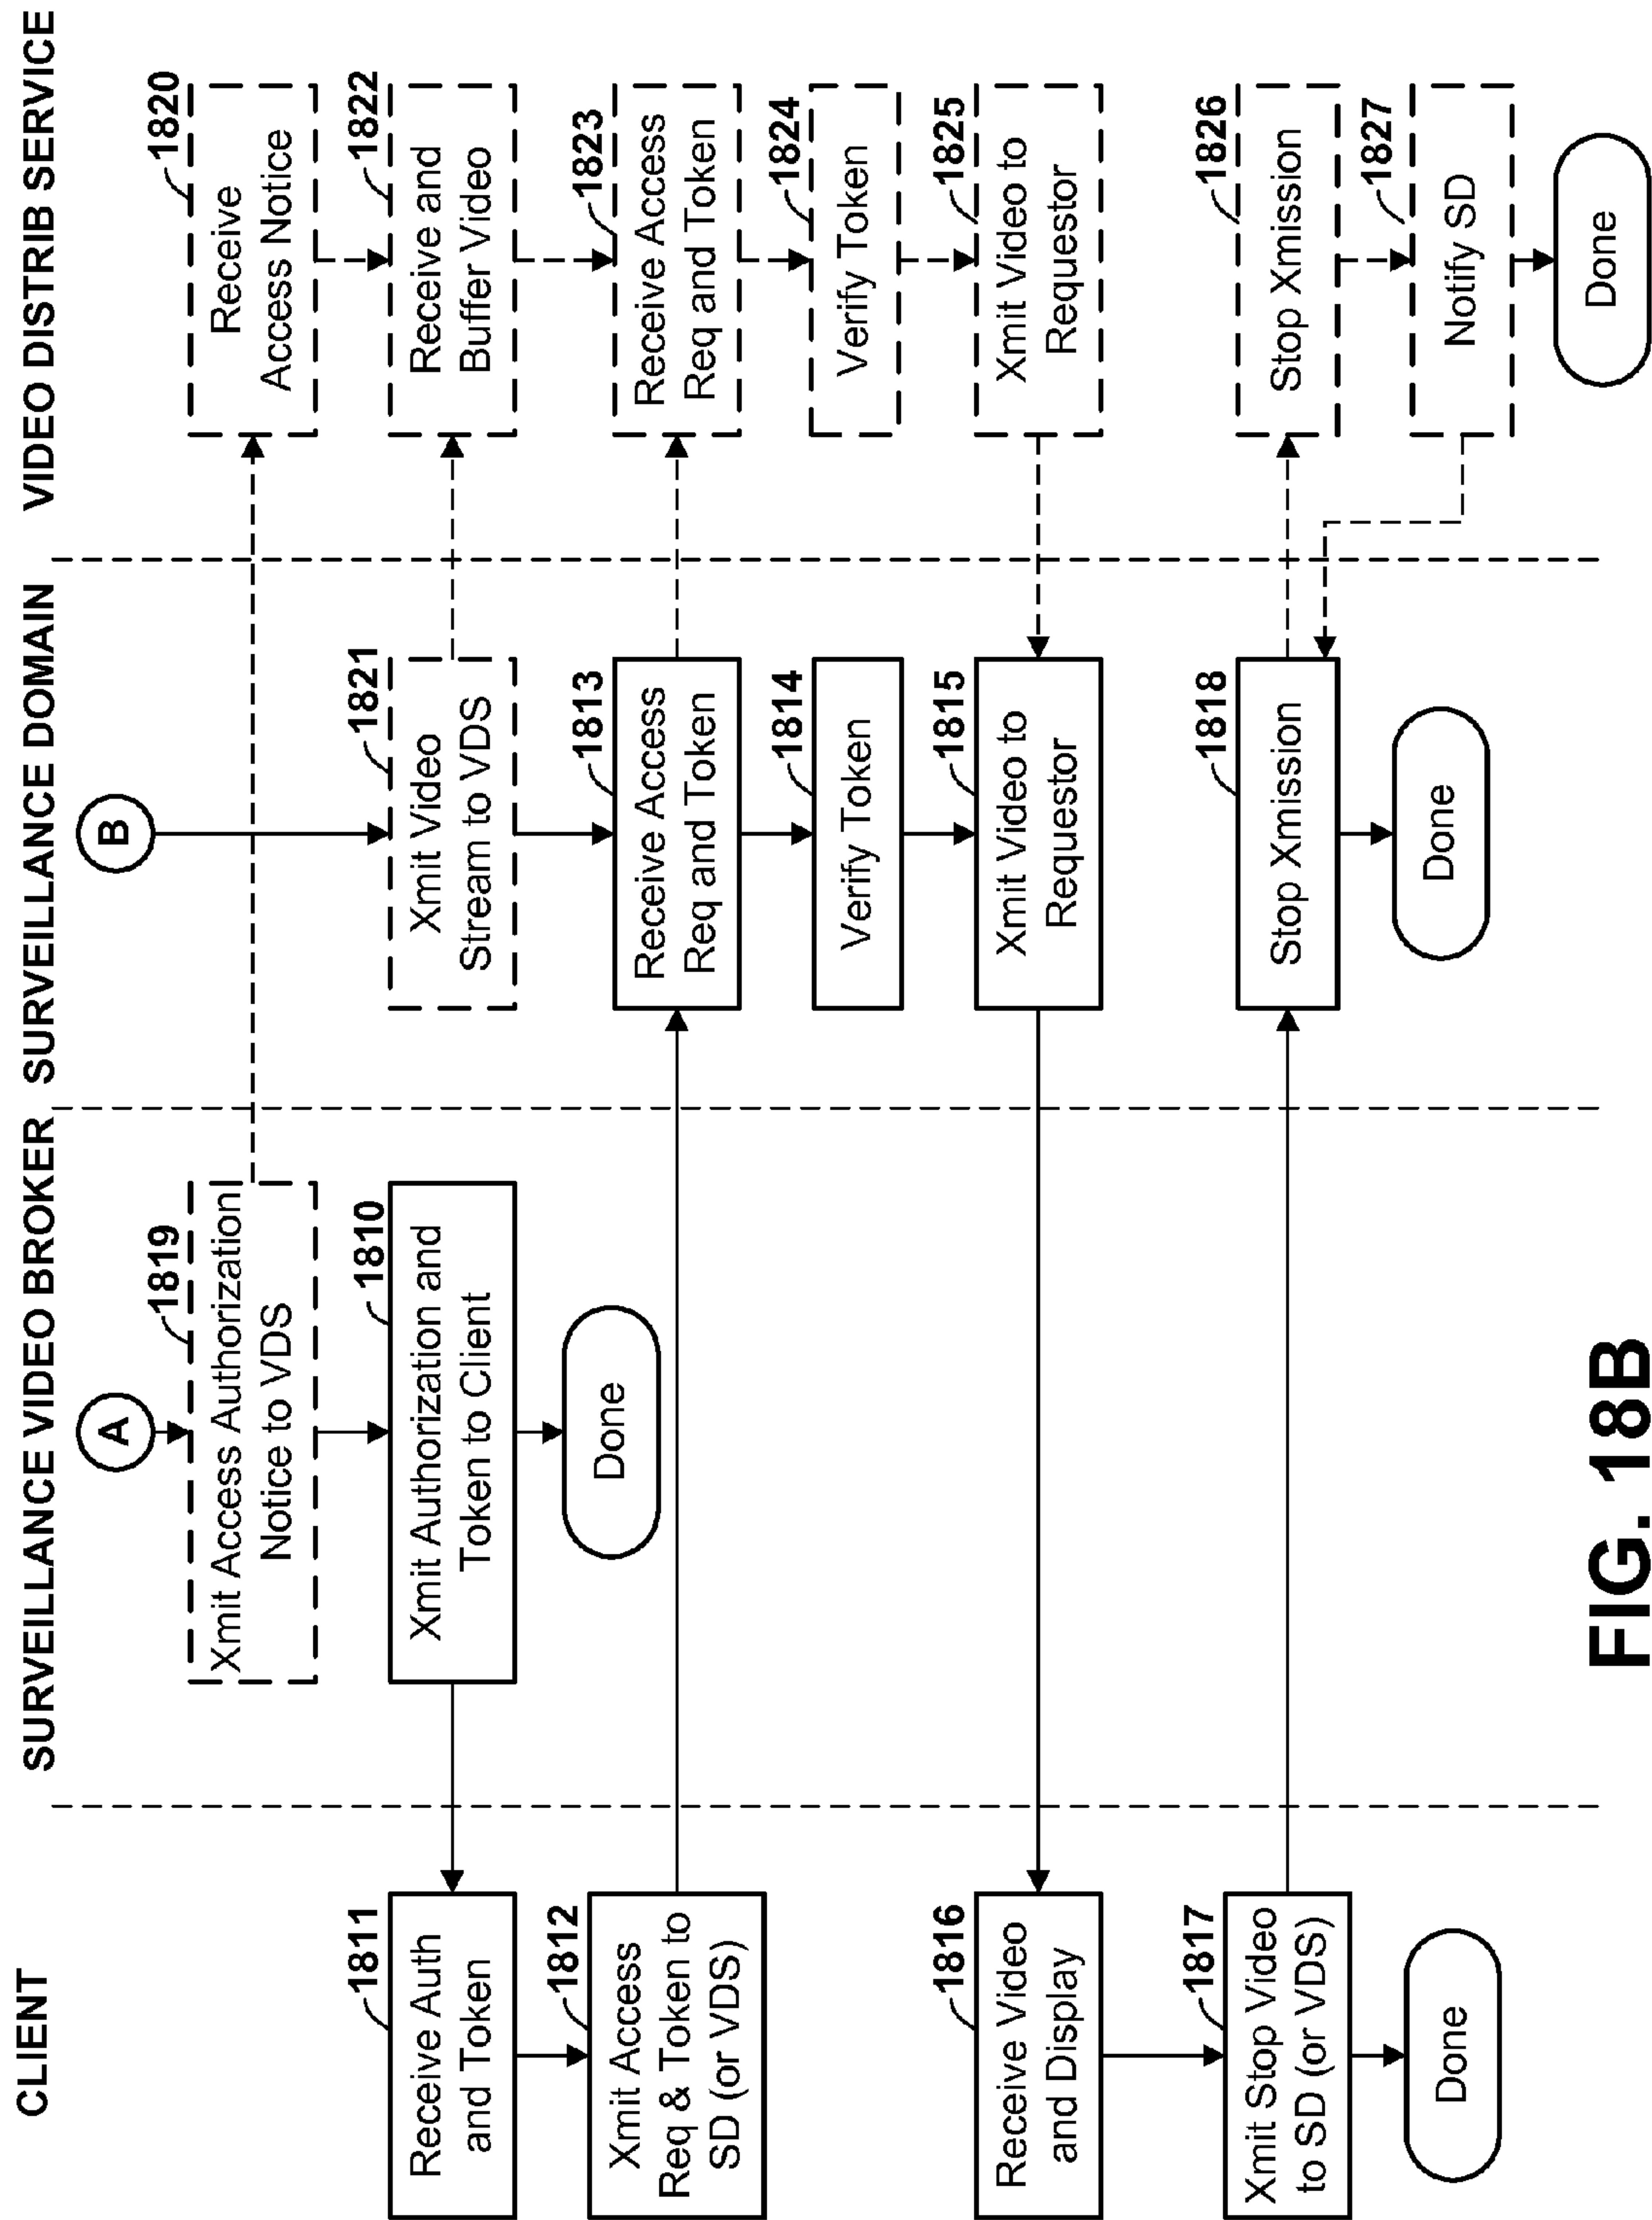 CLIENT
SURVEILLANCE VIDEO BROKER
SURVEILLANCE DOMAIN
VIDEO DISTRIB SERVICE
A
B
1819
Xmit Access Authorization
Notice to VDS
1820
Receive
Access Notice
1811
Receive Auth
and Token
1810
Xmit Authorization and
Token to Client
1821
Xmit Video
Stream to VDS
1822
Receive and
Buffer Video
1812
Xmit Access
Req & Token to
SD (or VDS)
Done
1813
Receive Access
Req and Token
1823
Receive Access
Req and Token
1814
Verify Token
1824
Verify Token
1816
Receive Video
and Display
1815
Xmit Video to
Requestor
1825
Xmit Video to
Requestor
1817
Xmit Stop Video
to SD (or VDS)
1818
Stop Xmission
1826
Stop Xmission
Done
Done
1827
Notify SD
Done
FIG. 18B